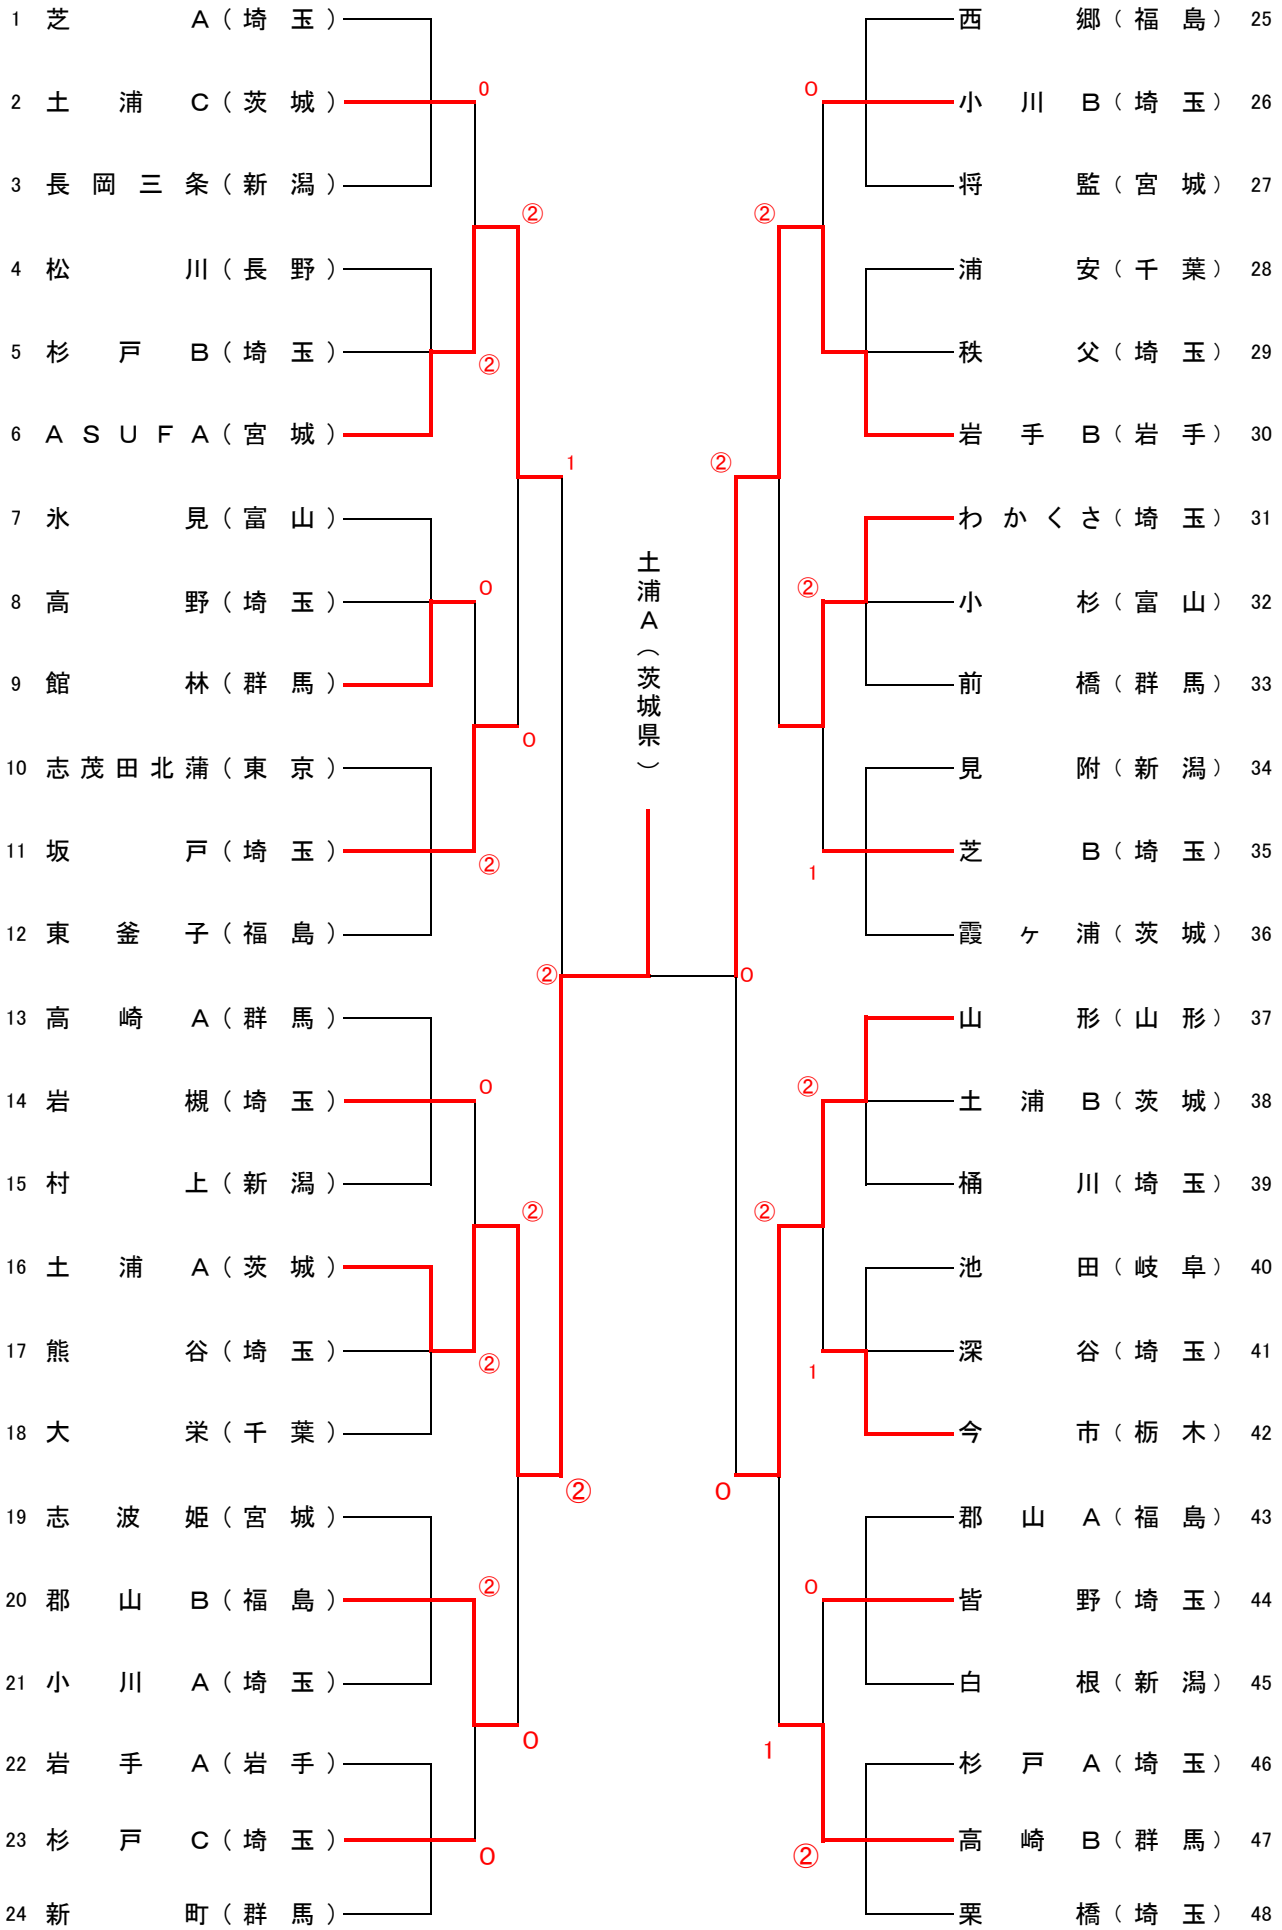 1 芝 A（埼 玉）
2 土 浦 C（茨 城）
3 長岡三条（新 潟）
4 松 川（長 野）
5 杉 戸 B（埼 玉）
6 ASUFA（宮 城）
7 氷 見（富 山）
8 高 野（埼 玉）
9 館 林（群 馬）
10 志茂田北蒲（東 京）
11 坂 戸（埼 玉）
12 東 釜 子（福 島）
13 高 崎 A（群 馬）
14 岩 槻（埼 玉）
15 村 上（新 潟）
16 土 浦 A（茨 城）
17 熊 谷（埼 玉）
18 大 栄（千 葉）
19 志 波 姫（宮 城）
20 郡 山 B（福 島）
21 小 川 A（埼 玉）
22 岩 手 A（岩 手）
23 杉 戸 C（埼 玉）
24 新 町（群 馬）
0
②
②
1
0
0
②
②
0
②
②
②
②
0
0
土浦A（茨城県）
0
②
②
②
1
0
②
②
1
0
0
1
②
西 郷（福 島） 25
小 川 B（埼 玉） 26
将 監（宮 城） 27
浦 安（千 葉） 28
秩 父（埼 玉） 29
岩 手 B（岩 手） 30
わかくさ（埼 玉） 31
小 杉（富 山） 32
前 橋（群 馬） 33
見 附（新 潟） 34
芝 B（埼 玉） 35
霞 ヶ 浦（茨 城） 36
山 形（山 形） 37
土 浦 B（茨 城） 38
桶 川（埼 玉） 39
池 田（岐 阜） 40
深 谷（埼 玉） 41
今 市（栃 木） 42
郡 山 A（福 島） 43
皆 野（埼 玉） 44
白 根（新 潟） 45
杉 戸 A（埼 玉） 46
高 崎 B（群 馬） 47
栗 橋（埼 玉） 48